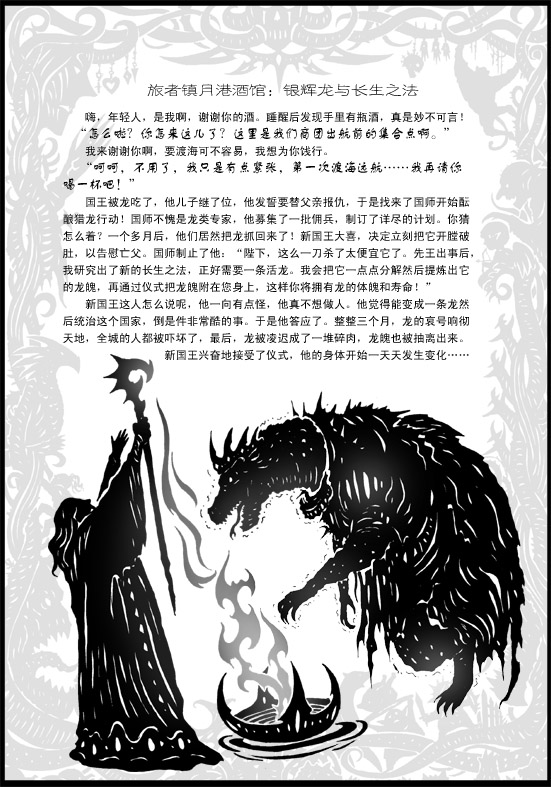 旅者镇月港酒馆：银辉龙与长生之法
嗨，年轻人，是我啊，谢谢你的酒。睡醒后发现手里有瓶酒，真是妙不可言！
“怎么啦？你怎么来这儿了？这里是我们商团出航前的集合点啊。”
我来谢谢你啊，要渡海可不容易，我想为你饯行。
“呵呵，不用了，我只是有点紧张，第一次渡海远航……我再请你
喝一杯吧！”
国王被龙吃了，他儿子继了位，他发誓要替父亲报仇，于是找来了国师开始酝
酿猎龙行动！国师不愧是龙类专家，他募集了一批佣兵，制订了详尽的计划。你猜
怎么着？一个多月后，他们居然把龙抓回来了！新国王大喜，决定立刻把它开膛破
肚，以告慰亡父。国师制止了他：“陛下，这么一刀杀了太便宜它了。先王出事后，
我研究出了新的长生之法，正好需要一条活龙。我会把它一点点分解然后提炼出它
的龙魄，再通过仪式把龙魄附在您身上，这样你将拥有龙的体魄和寿命！”
新国王这人怎么说呢，他一向有点怪，他真不想做人。他觉得能变成一条龙然
后统治这个国家，倒是件非常酷的事。于是他答应了。整整三个月，龙的哀号响彻
天地，全城的人都被吓坏了，最后，龙被凌迟成了一堆碎肉，龙魄也被抽离出来。
新国王兴奋地接受了仪式，他的身体开始一天天发生变化……